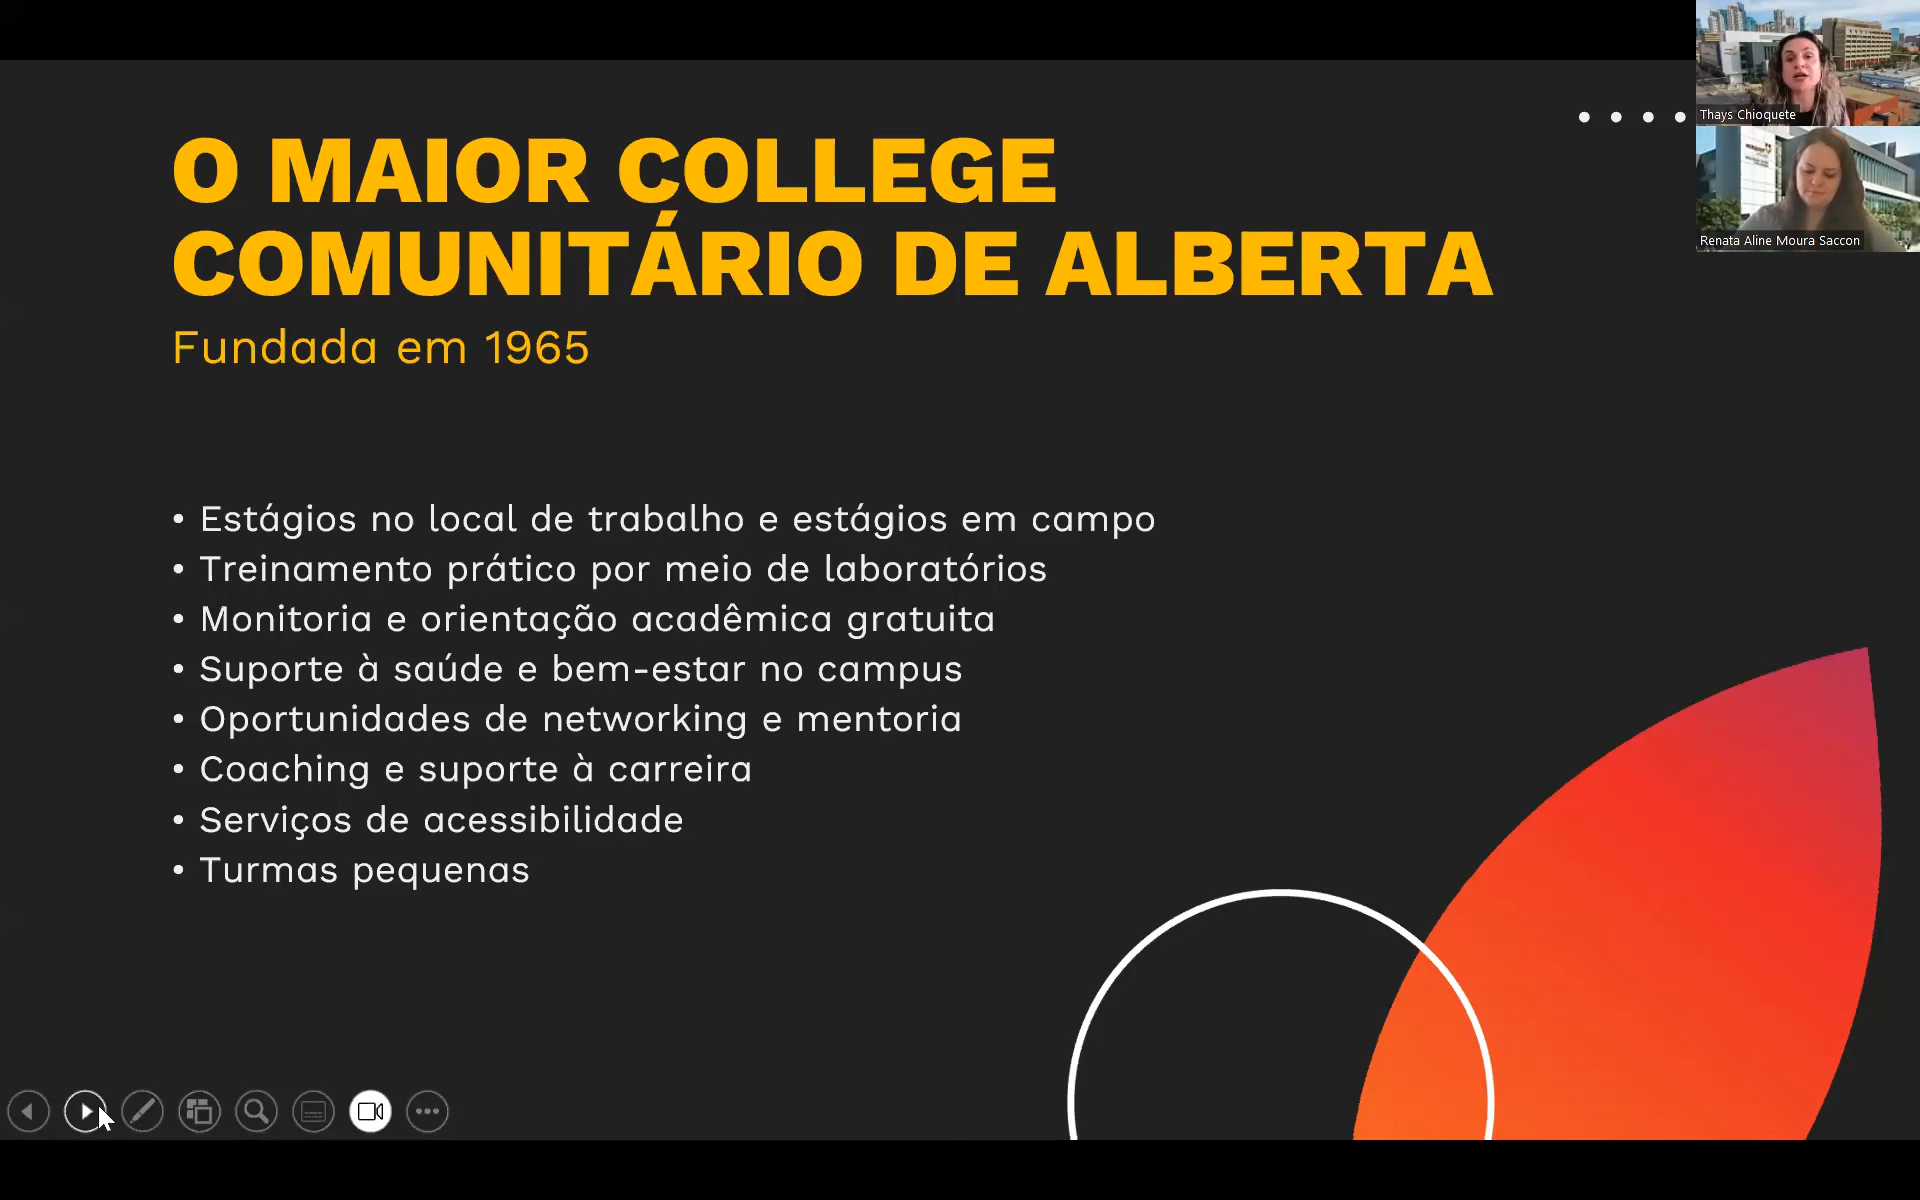 O MAIOR COLLEGE
COMUNITÁRIO DE ALBERTA
Fundada em 1965
• Estágios no local de trabalho e estágios em campo
• Treinamento prático por meio de laboratórios
• Monitoria e orientação acadêmica gratuita
• Suporte à saúde e bem-estar no campus
• Oportunidades de networking e mentoria
• Coaching e suporte à carreira
• Serviços de acessibilidade
• Turmas pequenas
Thays Chioquete
Renata Aline Moura Saccon